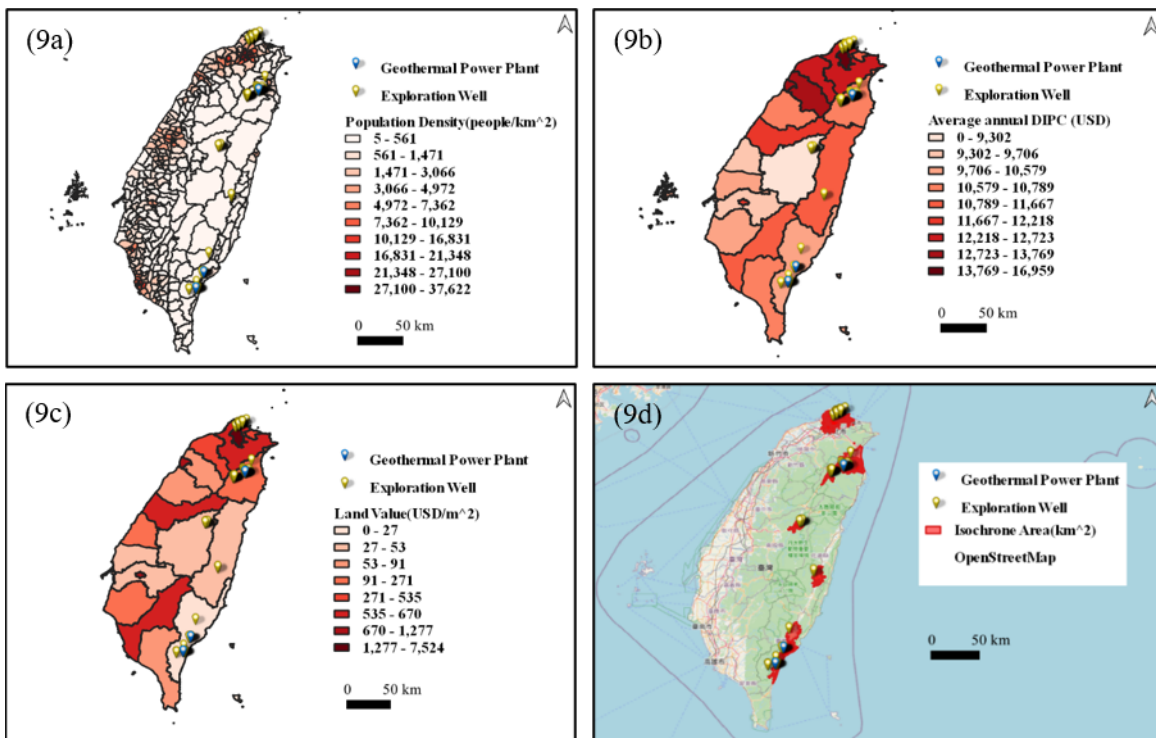 (9a)
Geothermal Power Plant
Exploration Well
Population Density(people/km^2)
5 - 561
561 - 1,471
1,471 - 3,066
3,066 - 4,972
4,972 - 7,362
7,362 - 10,129
10,129 - 16,831
16,831 - 21,348
21,348 - 27,100
27,100 - 37,622
0 50 km
(9b)
Geothermal Power Plant
Exploration Well
Average annual DIPC (USD)
0 - 9,302
9,302 - 9,706
9,706 - 10,579
10,579 - 10,789
10,789 - 11,667
11,667 - 12,218
12,218 - 12,723
12,723 - 13,769
13,769 - 16,959
0 50 km
(9c)
Geothermal Power Plant
Exploration Well
Land Value(USD/m^2)
0 - 27
27 - 53
53 - 91
91 - 271
271 - 535
535 - 670
670 - 1,277
1,277 - 7,524
0 50 km
(9d)
Geothermal Power Plant
Exploration Well
Isochrone Area(km^2)
OpenStreetMap
臺灣
0 50 km